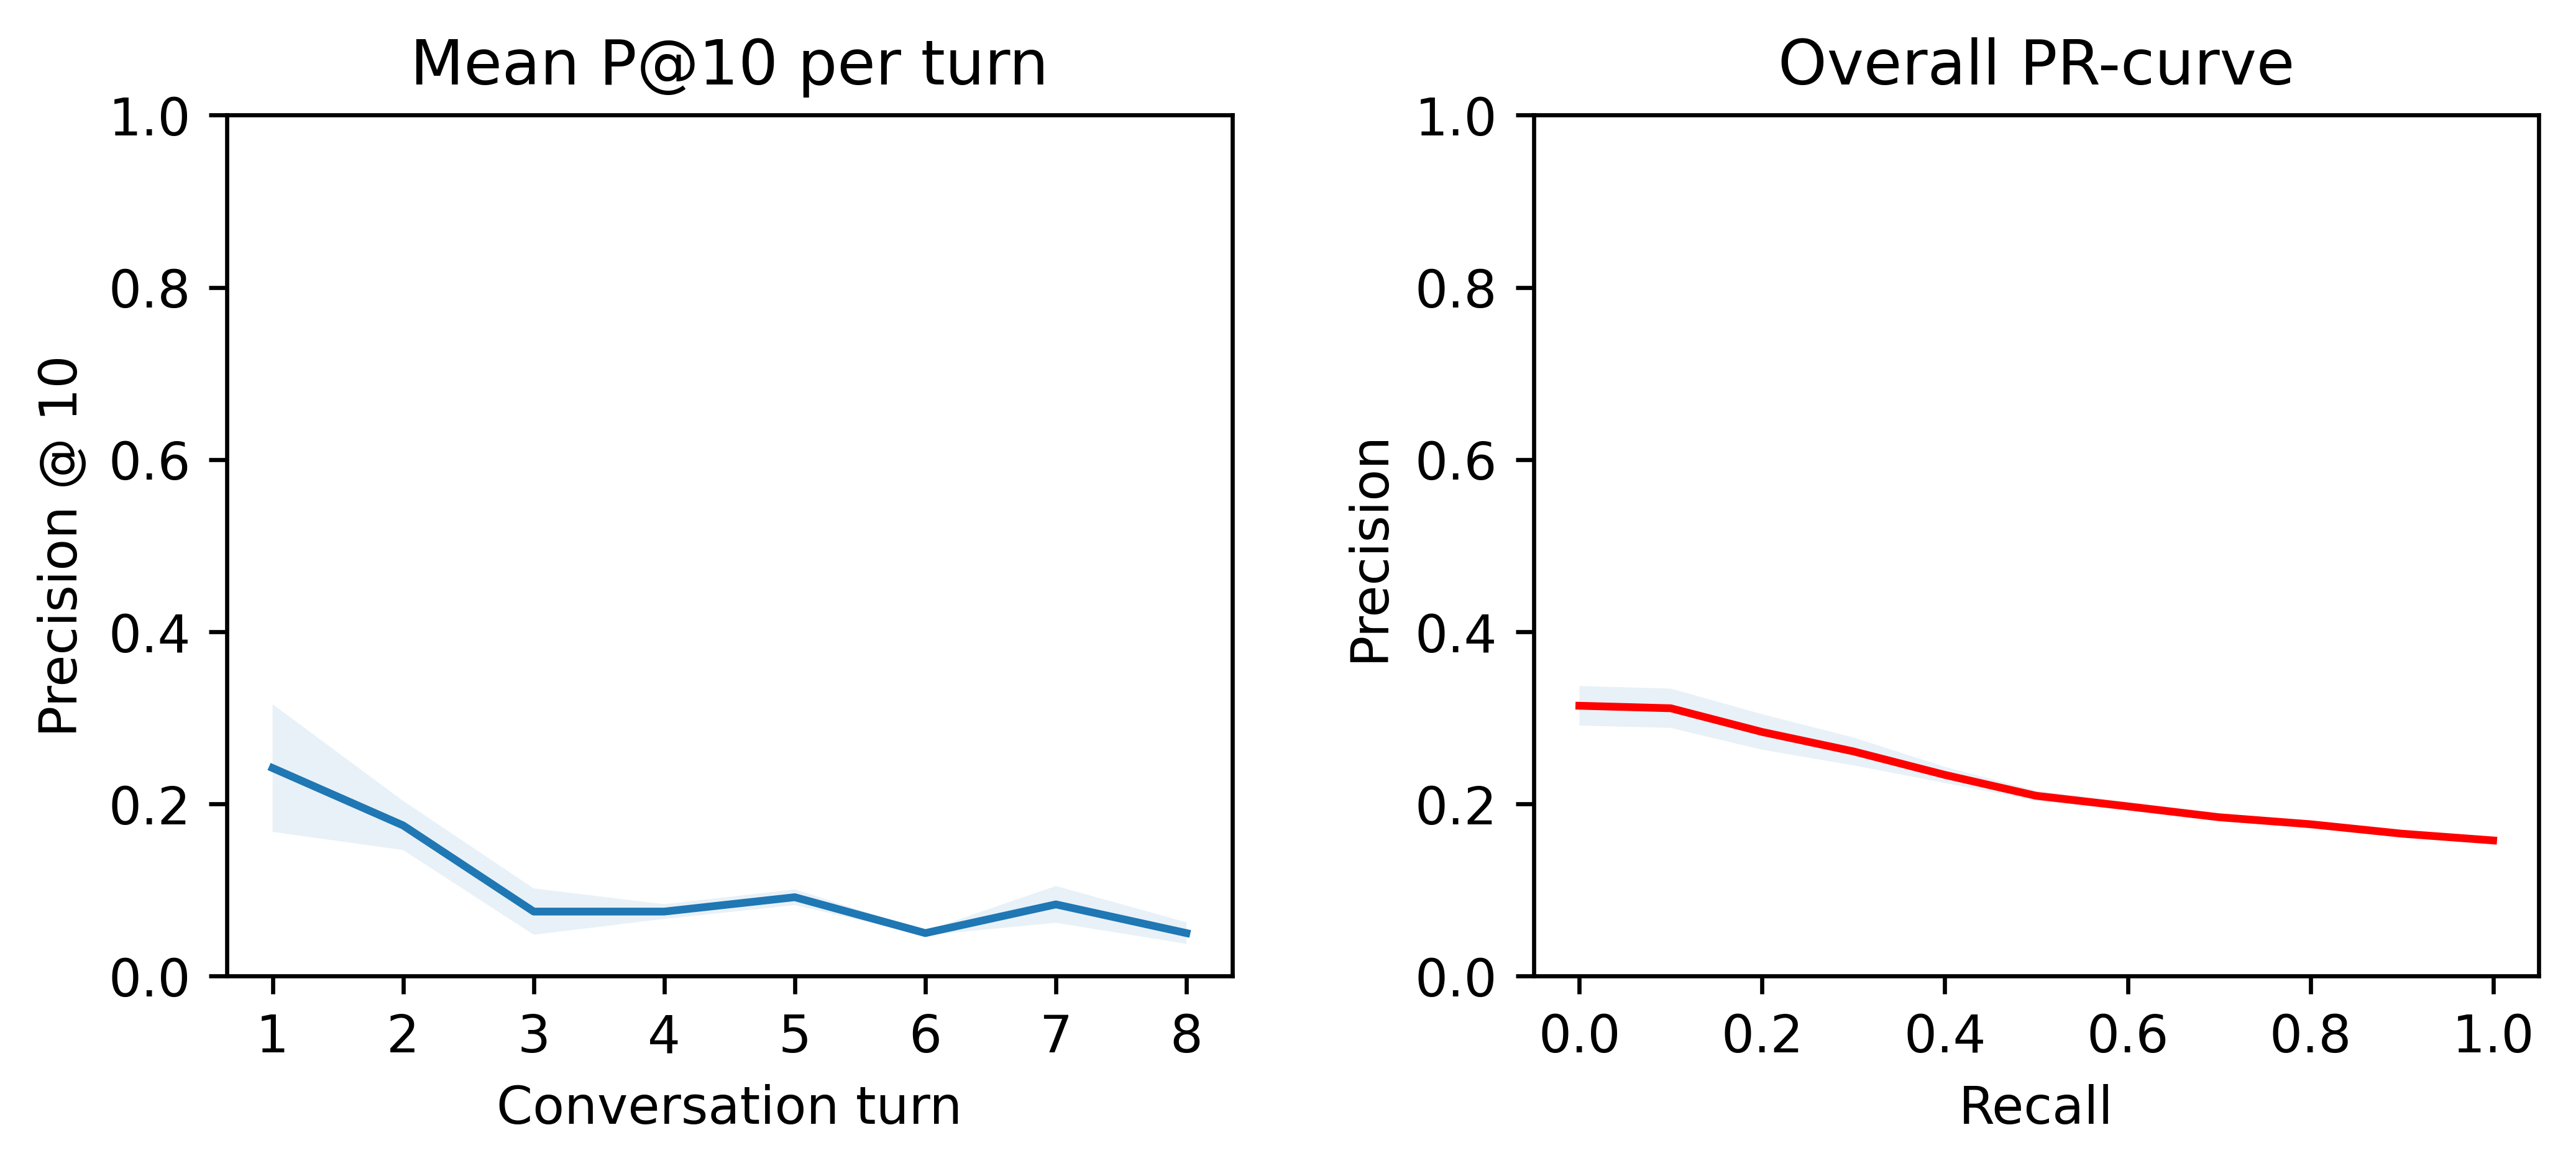 Mean P@10 per turn
Precision @ 10
1.0
0.8
0.6
0.4
0.2
0.0
1 2 3 4 5 6 7 8
Conversation turn
Overall PR-curve
Precision
1.0
0.8
0.6
0.4
0.2
0.0
0.0 0.2 0.4 0.6 0.8 1.0
Recall